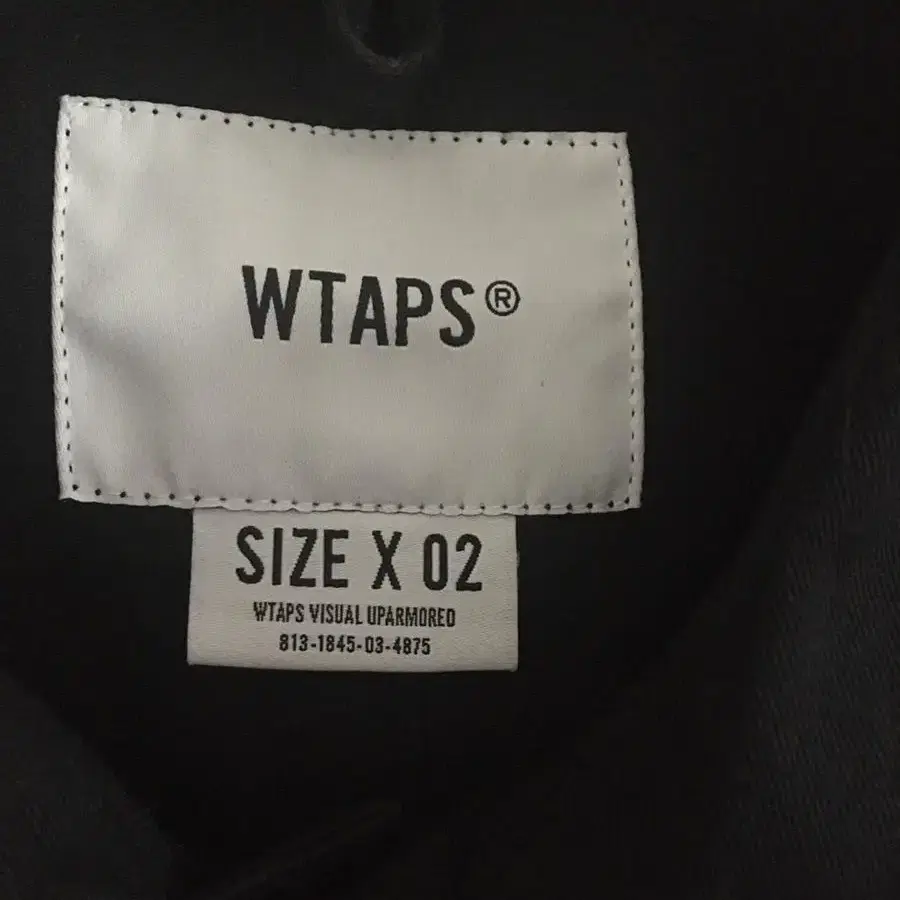 WTAPS®
SIZE X 02
WTAPS VISUAL UPARMORED
813-1845-03-4875